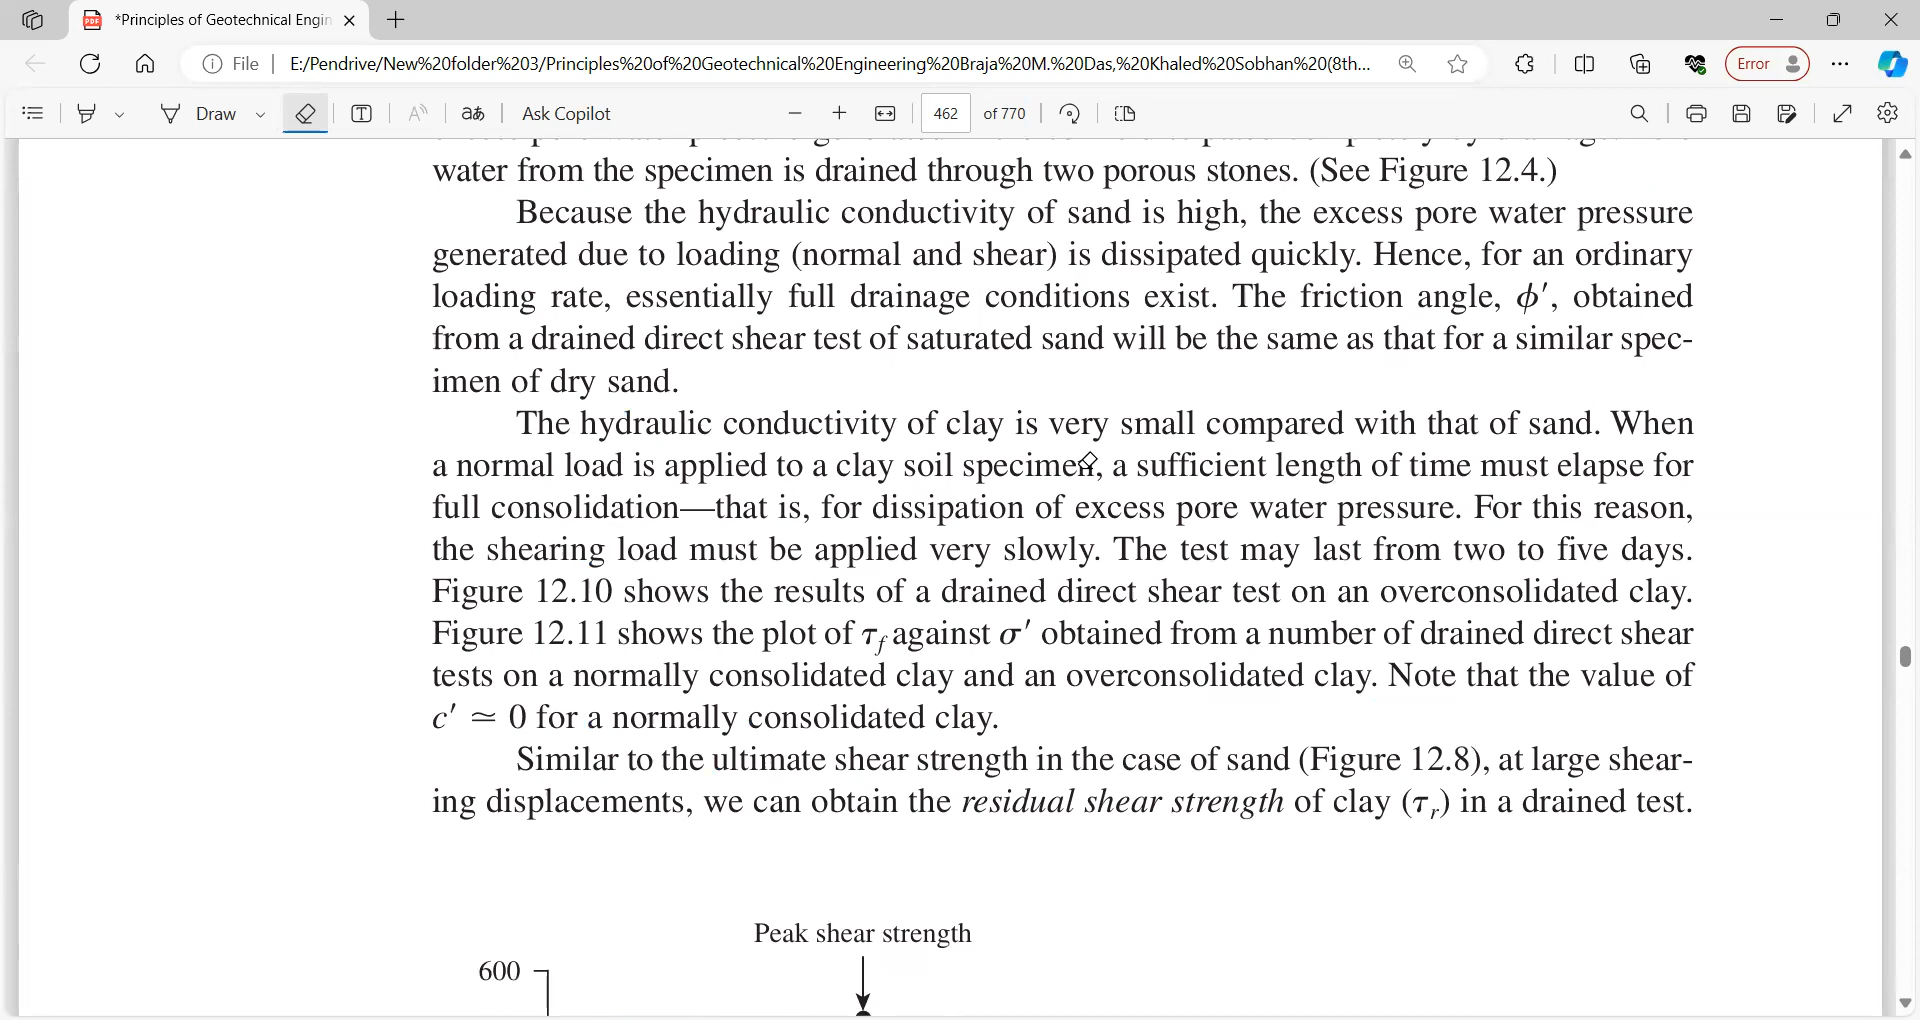 *Principles of Geotechnical Engin
File
E:/Pendrive/New%20folder%203/Principles%20of%20Geotechnical%20Engineering%20Braja%20M.%20Das,%20Khaled%20Sobhan%20(8th...
Error
Draw
aあ
Ask Copilot
462 of 770
water from the specimen is drained through two porous stones. (See Figure 12.4.)
Because the hydraulic conductivity of sand is high, the excess pore water pressure
generated due to loading (normal and shear) is dissipated quickly. Hence, for an ordinary
loading rate, essentially full drainage conditions exist. The friction angle, ϕ′, obtained
from a drained direct shear test of saturated sand will be the same as that for a similar spec-
imen of dry sand.
The hydraulic conductivity of clay is very small compared with that of sand. When
a normal load is applied to a clay soil specimen, a sufficient length of time must elapse for
full consolidation—that is, for dissipation of excess pore water pressure. For this reason,
the shearing load must be applied very slowly. The test may last from two to five days.
Figure 12.10 shows the results of a drained direct shear test on an overconsolidated clay.
Figure 12.11 shows the plot of τf against σ′ obtained from a number of drained direct shear
tests on a normally consolidated clay and an overconsolidated clay. Note that the value of
c′ ≃ 0 for a normally consolidated clay.
Similar to the ultimate shear strength in the case of sand (Figure 12.8), at large shear-
ing displacements, we can obtain the residual shear strength of clay (τr) in a drained test.
Peak shear strength
600